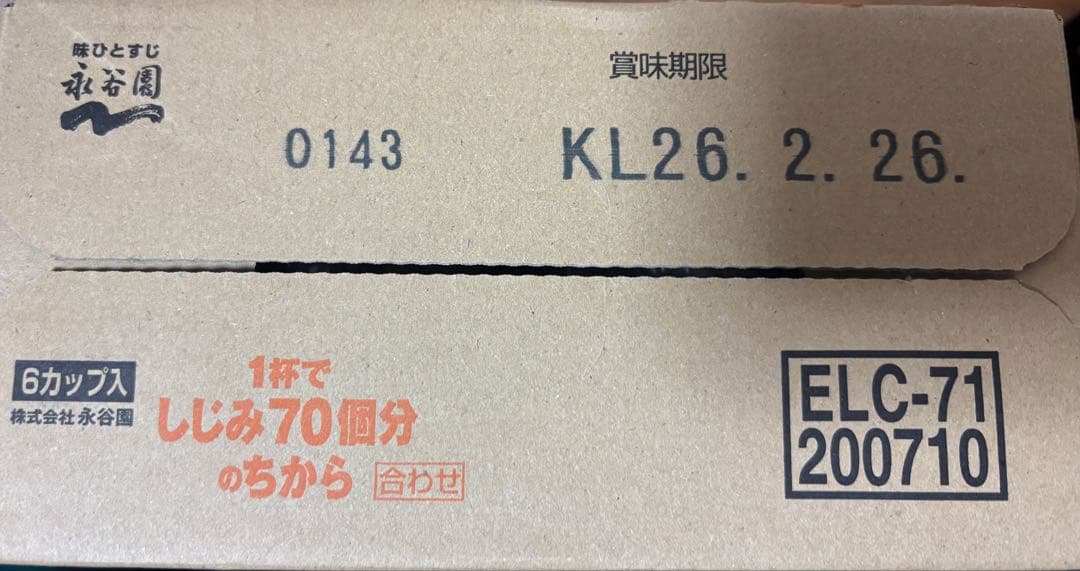 味ひとすじ
永谷園
賞味期限
0143
KL26. 2. 26.
6カップ入
株式会社 永谷園
1杯で
しじみ70個分
のちから 合わせ
ELC-71
200710